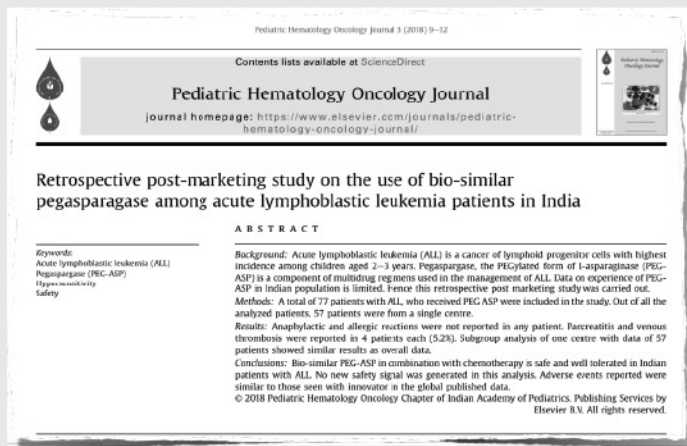 Pediatric Hematology Oncology Journal 3 (2018) 9–12
Contents lists available at ScienceDirect
Pediatric Hematology Oncology Journal
journal homepage: https://www.elsevier.com/journals/pediatric-
hematology-oncology-journal/
Pediatric Hematology
Oncology Journal
Retrospective post-marketing study on the use of bio-similar
pegasparagase among acute lymphoblastic leukemia patients in India
ABSTRACT
Keywords:
Acute lymphoblastic leukemia (ALL)
Pegaspargase (PEG-ASP)
Hypersensitivity
Safety
Background: Acute lymphoblastic leukemia (ALL) is a cancer of lymphoid progenitor cells with highest
incidence among children aged 2–3 years. Pegaspargase, the PEGylated form of L-asparaginase (PEG-
ASP) is a component of multidrug regimens used in the management of ALL. Data on experience of PEG-
ASP in Indian population is limited. Hence this retrospective post marketing study was carried out.
Methods: A total of 77 patients with ALL, who received PEG ASP were included in the study. Out of all the
analyzed patients, 57 patients were from a single centre.
Results: Anaphylactic and allergic reactions were not reported in any patient. Pancreatitis and venous
thrombosis were reported in 4 patients each (5.2%). Subgroup analysis of one centre with data of 57
patients showed similar results as overall data.
Conclusions: Bio-similar PEG-ASP in combination with chemotherapy is safe and well tolerated in Indian
patients with ALL. No new safety signal was generated in this analysis. Adverse events reported were
similar to those seen with innovator in the global published data.
© 2018 Pediatric Hematology Oncology Chapter of Indian Academy of Pediatrics. Publishing Services by
Elsevier B.V. All rights reserved.